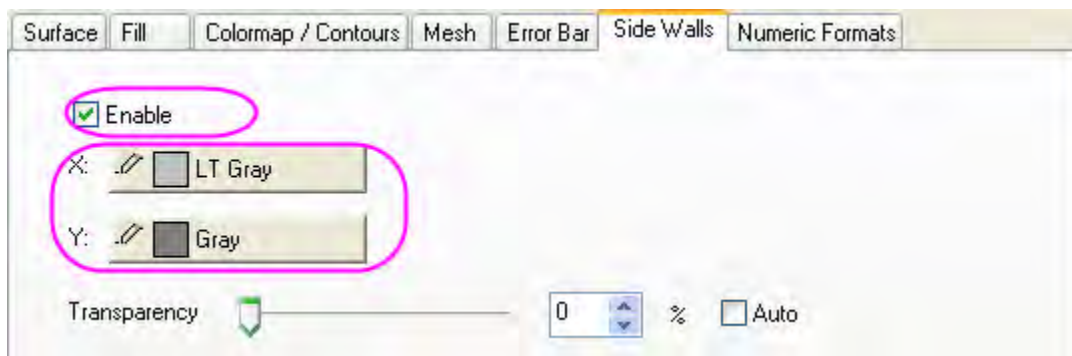 Surface Fill Colormap / Contours Mesh Error Bar Side Walls Numeric Formats
Enable
X: LT Gray
Y: Gray
Transparency 0 % Auto